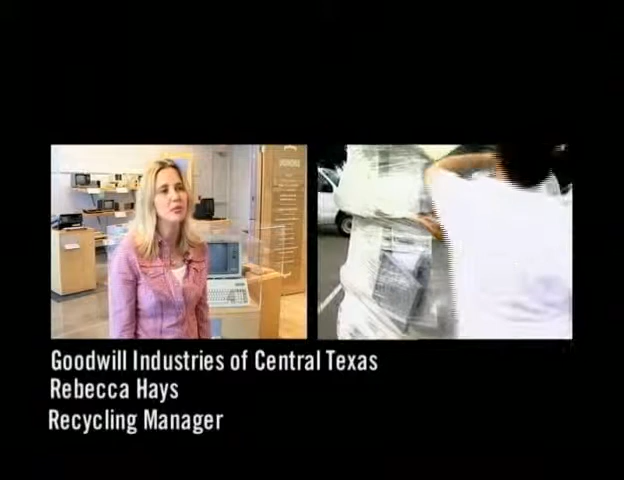 Goodwill Industries of Central Texas
Rebecca Hays
Recycling Manager